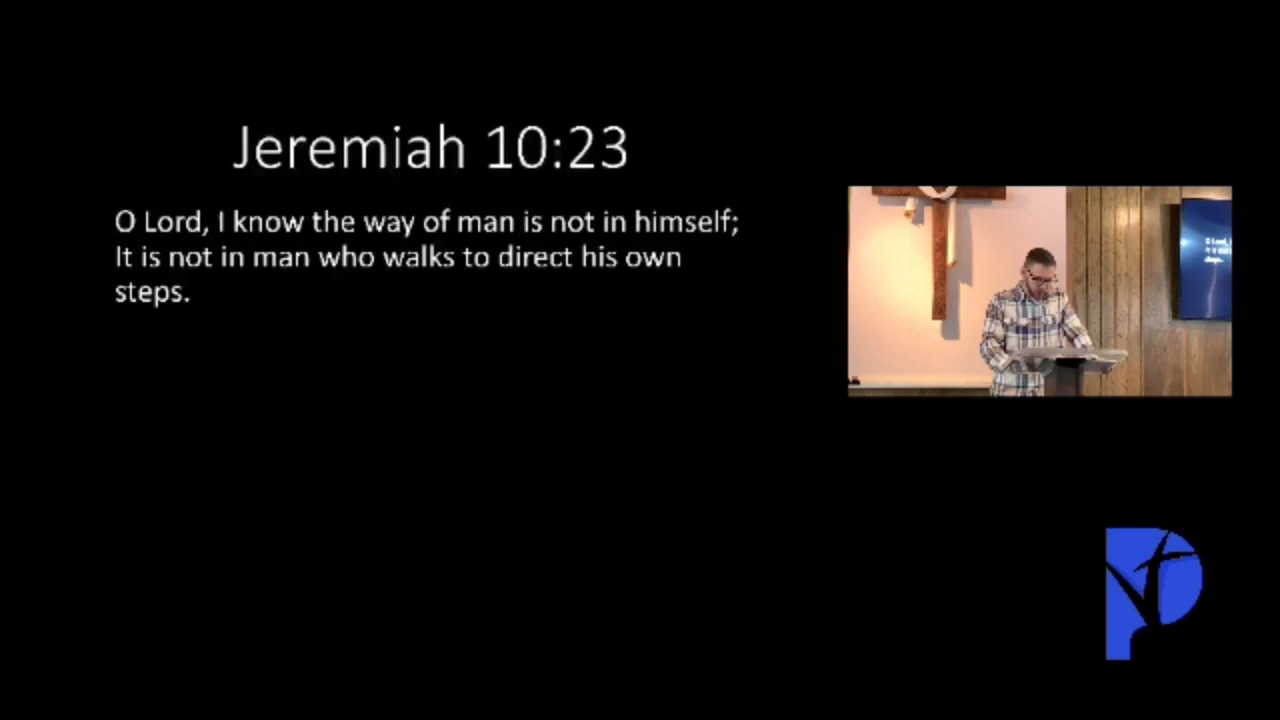 Jeremiah 10:23
O Lord, I know the way of man is not in himself;
It is not in man who walks to direct his own
steps.